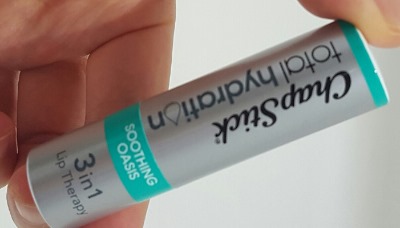 ChapStick®
total hydration
SOOTHING
OASIS
3 in 1
Lip Therapy